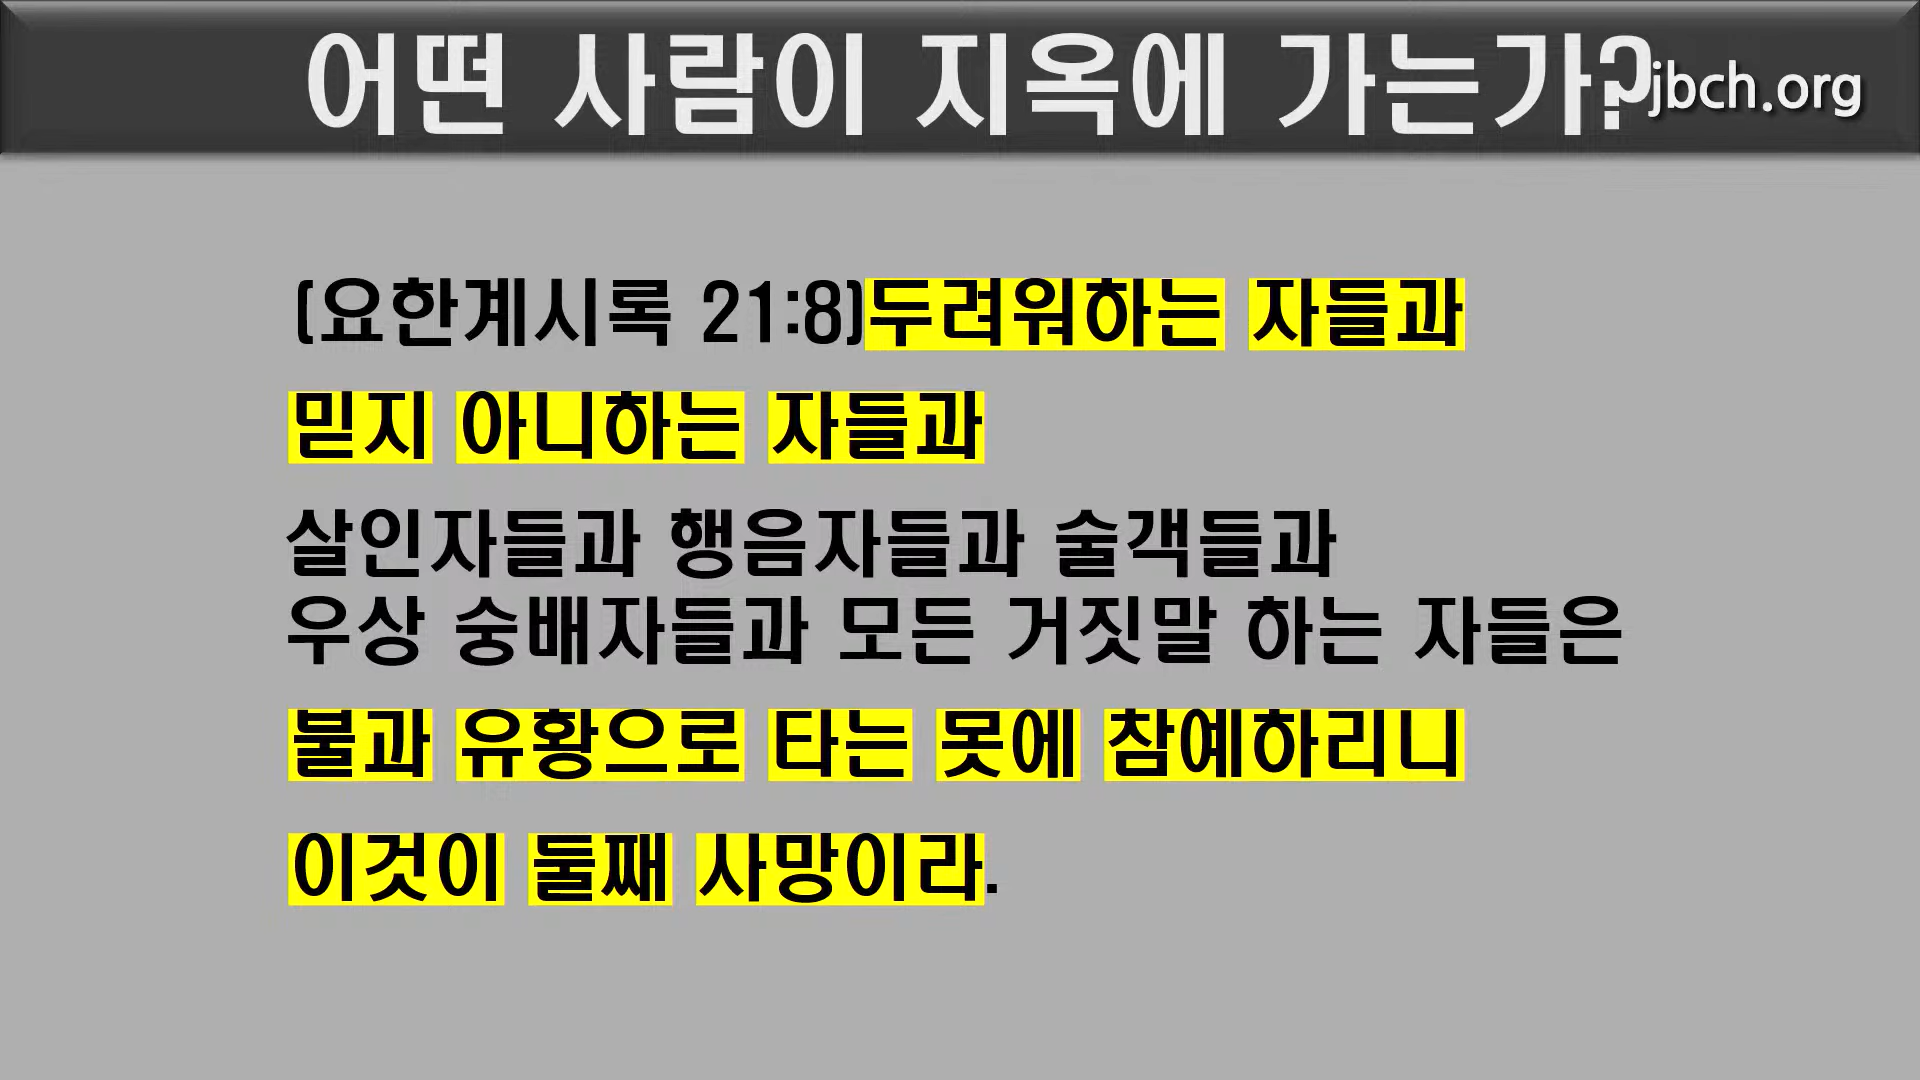 어떤 사람이 지옥에 가는가?
jbch.org
(요한계시록 21:8)두려워하는 자들과
믿지 아니하는 자들과
살인자들과 행음자들과 술객들과
우상 숭배자들과 모든 거짓말 하는 자들은
불과 유황으로 타는 못에 참예하리니
이것이 둘째 사망이라.